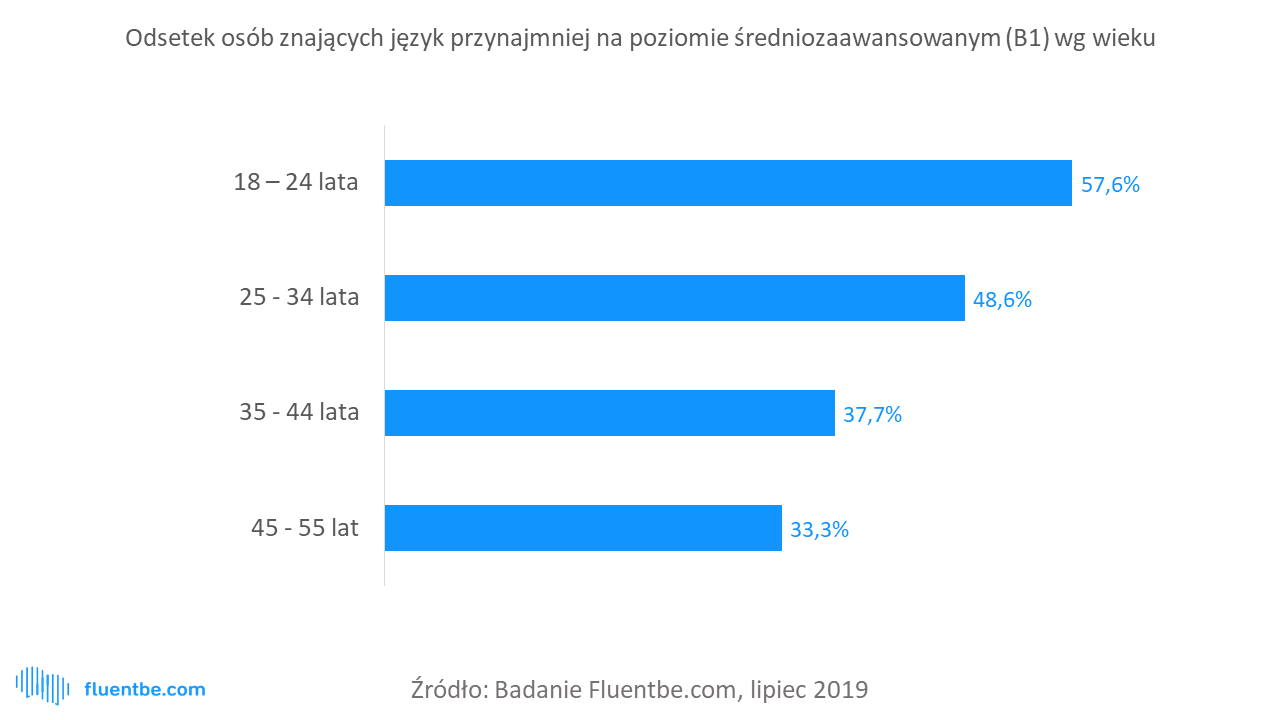 Odsetek osób znających język przynajmniej na poziomie średniozaawansowanym (B1) wg wieku
18 – 24 lata
57,6%
25 - 34 lata
48,6%
35 - 44 lata
37,7%
45 - 55 lat
33,3%
fluentbe.com
Źródło: Badanie Fluentbe.com, lipiec 2019